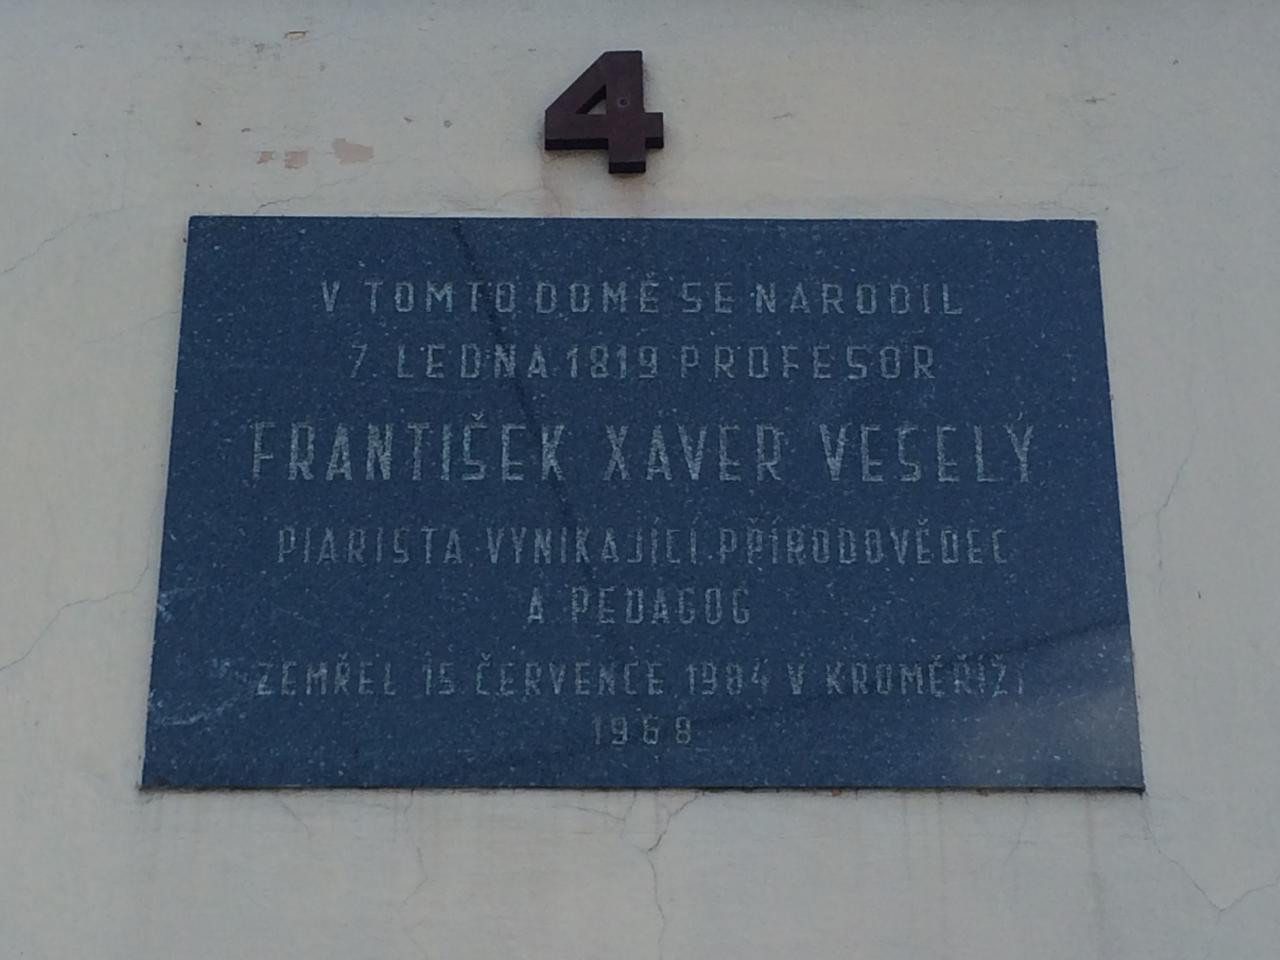 4
V TOMTO DOMĚ SE NARODIL
7. LEDNA 1819 PROFESOR
FRANTIŠEK XAVER VESELÝ
PIARISTA VYNIKAJÍCÍ PŘÍRODOVĚDEC
A PEDAGOG
ZEMŘEL 15 ČERVENCE 1904 V KROMĚŘÍŽI
1968